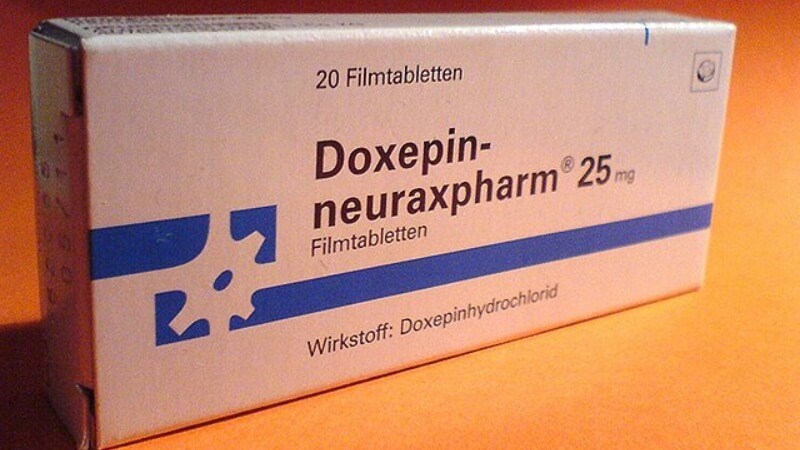 20 Filmtabletten
Doxepin-
neuraxpharm® 25 mg
Filmtabletten
Wirkstoff: Doxepinhydrochlorid